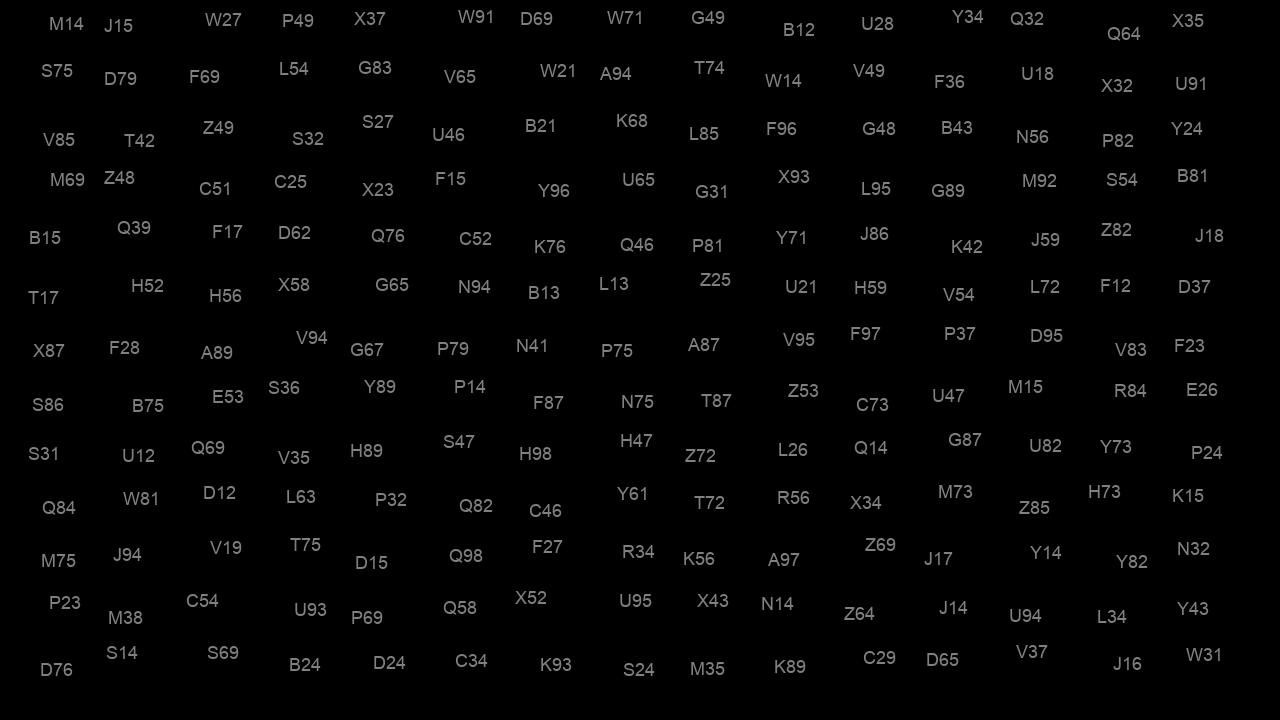 M14 J15 W27 P49 X37 W91 D69 W71 G49 B12 U28 Y34 Q32 Q64 X35
S75 D79 F69 L54 G83 V65 W21 A94 T74 W14 V49 F36 U18 X32 U91
V85 T42 Z49 S32 S27 U46 B21 K68 L85 F96 G48 B43 N56 P82 Y24
M69 Z48 C51 C25 X23 F15 Y96 U65 G31 X93 L95 G89 M92 S54 B81
B15 Q39 F17 D62 Q76 C52 K76 Q46 P81 Y71 J86 K42 J59 Z82 J18
T17 H52 H56 X58 G65 N94 B13 L13 Z25 U21 H59 V54 L72 F12 D37
X87 F28 A89 V94 G67 P79 N41 P75 A87 V95 F97 P37 D95 V83 F23
S86 B75 E53 S36 Y89 P14 F87 N75 T87 Z53 C73 U47 M15 R84 E26
S31 U12 Q69 V35 H89 S47 H98 H47 Z72 L26 Q14 G87 U82 Y73 P24
Q84 W81 D12 L63 P32 Q82 C46 Y61 T72 R56 X34 M73 Z85 H73 K15
M75 J94 V19 T75 D15 Q98 F27 R34 K56 A97 Z69 J17 Y14 Y82 N32
P23 M38 C54 U93 P69 Q58 X52 U95 X43 N14 Z64 J14 U94 L34 Y43
D76 S14 S69 B24 D24 C34 K93 S24 M35 K89 C29 D65 V37 J16 W31